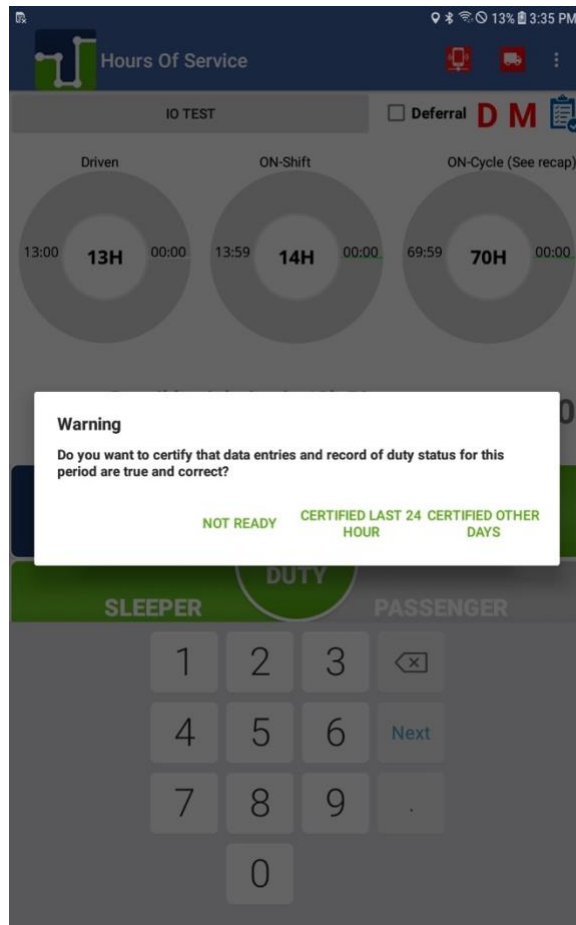 13% 3:35 PM
Hours Of Service
IO TEST
Deferral D M
Driven ON-Shift ON-Cycle (See recap)
13:00 13H 00:00 13:59 14H 00:00 69:59 70H 00:00
0
Warning
Do you want to certify that data entries and record of duty status for this
period are true and correct?
NOT READY
CERTIFIED LAST 24
HOUR
CERTIFIED OTHER
DAYS
DUTY
SLEEPER PASSENGER
1 2 3
4 5 6 Next
7 8 9 .
0